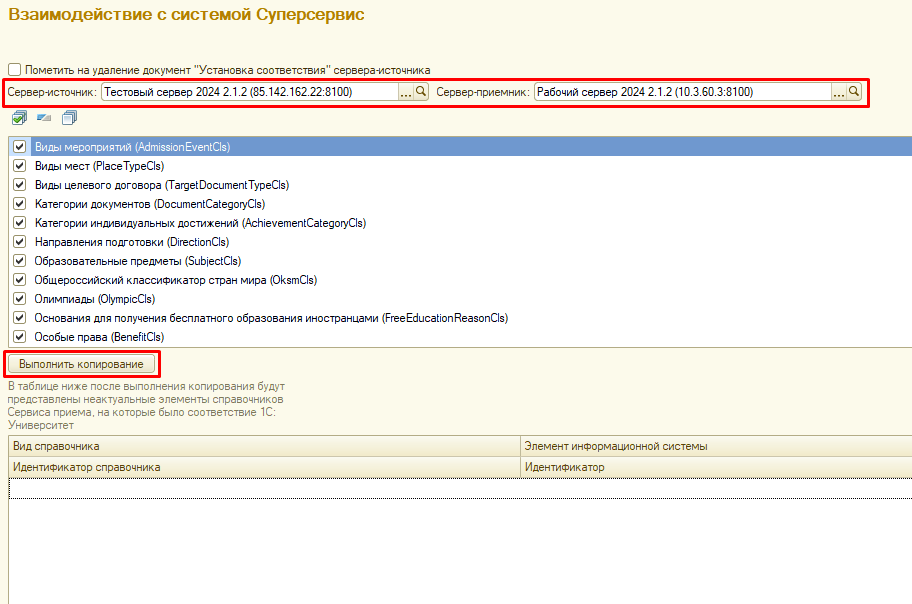 Взаимодействие с системой Суперсервис
Пометить на удаление документ "Установка соответствия" сервера-источника
Сервер-источник: Тестовый сервер 2024 2.1.2 (85.142.162.22:8100) ... Сервер-приемник: Рабочий сервер 2024 2.1.2 (10.3.60.3:8100) ...
Виды мероприятий (AdmissionEventCls)
Виды мест (PlaceTypeCls)
Виды целевого договора (TargetDocumentTypeCls)
Категории документов (DocumentCategoryCls)
Категории индивидуальных достижений (AchievementCategoryCls)
Направления подготовки (DirectionCls)
Образовательные предметы (SubjectCls)
Общероссийский классификатор стран мира (OksmCls)
Олимпиады (OlympicCls)
Основания для получения бесплатного образования иностранцами (FreeEducationReasonCls)
Особые права (BenefitCls)
Выполнить копирование
В таблице ниже после выполнения копирования будут
представлены неактуальные элементы справочников
Сервиса приема, на которые было соответствие 1С:
Университет
Вид справочника Элемент информационной системы
Идентификатор справочника Идентификатор